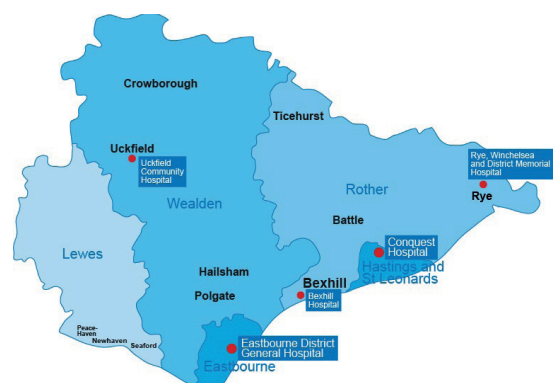 Crowborough
Ticehurst
Uckfield
Uckfield
Community
Hospital
Rye, Winchelsea
and District Memorial
Hospital
Wealden
Rother
Rye
Battle
Lewes
Conquest
Hospital
Hastings and
St Leonards
Hailsham
Polgate
Bexhill
Bexhill
Hospital
Peace-
Haven
Newhaven
Seaford
Eastbourne District
General Hospital
Eastbourne